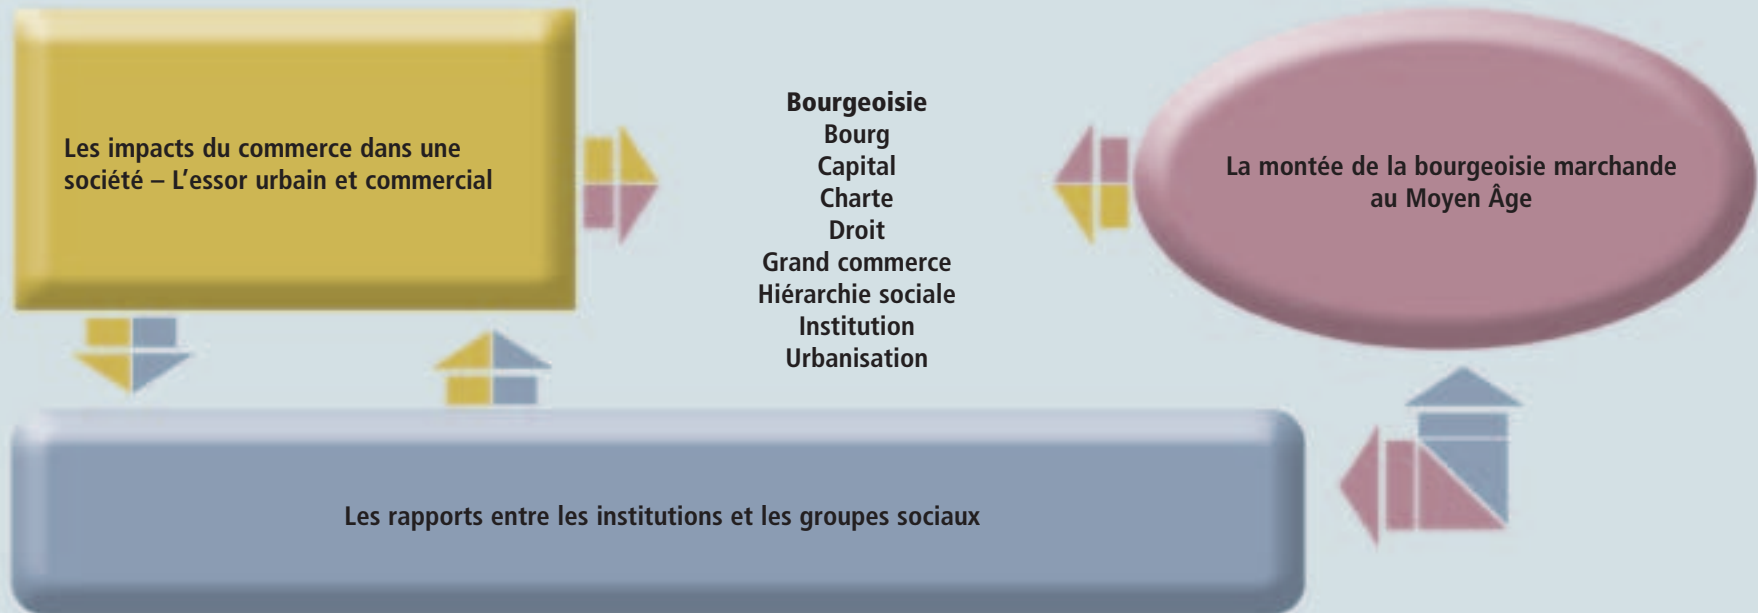 Les impacts du commerce dans une
société – L'essor urbain et commercial
Bourgeoisie
Bourg
Capital
Charte
Droit
Grand commerce
Hiérarchie sociale
Institution
Urbanisation
La montée de la bourgeoisie marchande
au Moyen Âge
Les rapports entre les institutions et les groupes sociaux